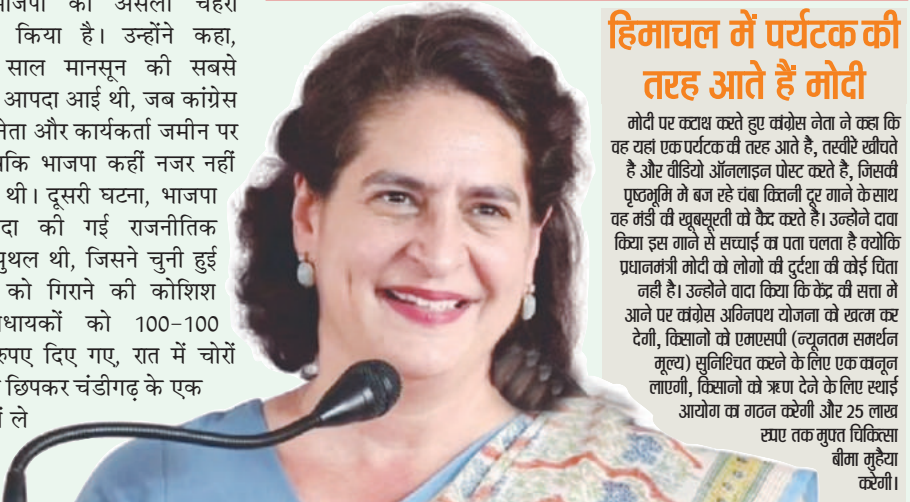 भाजपा का असली चेहरा
किया है। उन्होंने कहा,
साल मानसून की सबसे
आपदा आई थी, जब कांग्रेस
नेता और कार्यकर्ता जमीन पर
भाजपा कहीं नजर नहीं
थी। दूसरी घटना, भाजपा
की गई राजनीतिक
थी, जिसने चुनी हुई
को गिराने की कोशिश
को 100-100
रुपए दिए गए, रात में चोरों
छिपकर चंडीगढ़ के एक
ले
हिमाचल में पर्यटक की
तरह आते हैं मोदी
मोदी पर कटाक्ष करते हुए कांग्रेस नेता ने कहा कि
वह यहां एक पर्यटक की तरह आते है, तस्वीरे खीचते
है और वीडियो ऑनलाइन पोस्ट करते है, जिसकी
पृष्ठभूमि मे बज रहे चंबा कितनी दूर गाने के साथ
वह मंडी की खूबसूरती को कैद करते है। उन्होने दावा
किया इस गाने से सच्चाई का पता चलता है क्योकि
प्रधानमंत्री मोदी को लोगो की दुर्दशा की कोई चिंता
नही है। उन्होने वादा किया कि केंद्र की सत्ता मे
आने पर कांग्रेस अग्निपथ योजना को खत्म कर
देगी, किसानो को एमएसपी (न्यूनतम समर्थन
मूल्य) सुनिश्चित करने के लिए एक कानून
लाएगी, किसानो को ऋण देने के लिए स्थाई
आयोग का गठन करेगी और 25 लाख
रुपए तक मुफ्त चिकित्सा
बीमा मुहैया
करेगी।